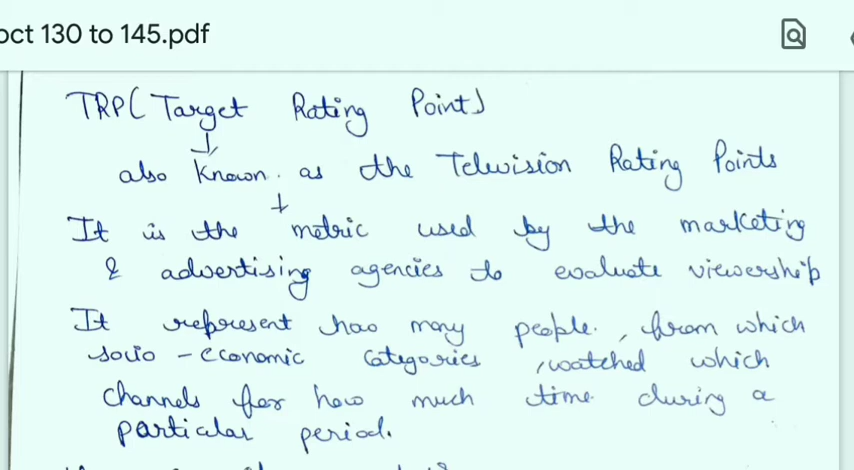 oct 130 to 145.pdf
TRP( Target Rating Point)
also known as the Television Rating Points
It is the metric used by the marketing
& advertising agencies to evaluate viewership
It represent how many people, from which
socio-economic categories, watched which
channels for how much time during a
particular period.